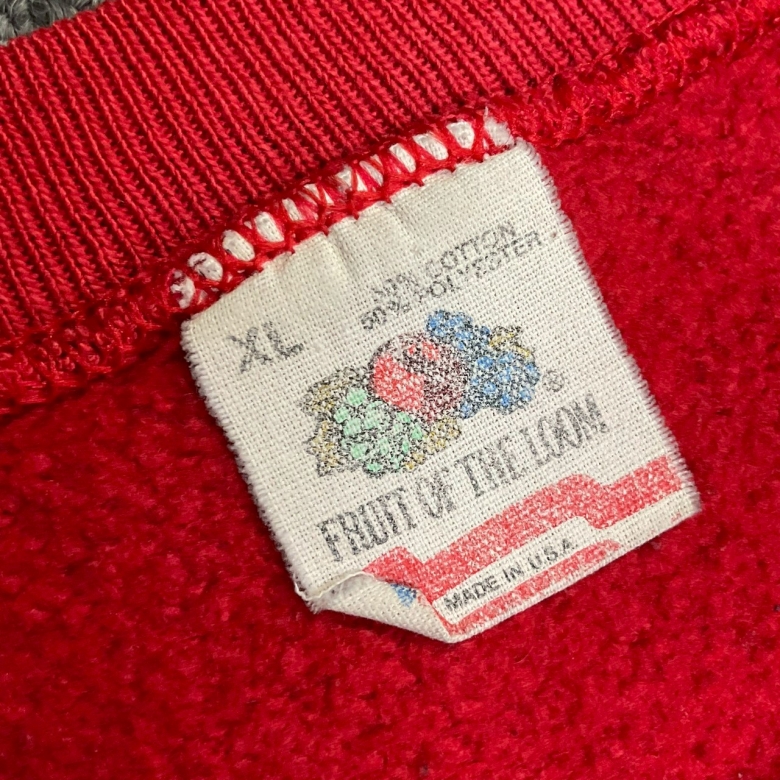 50% COTTON
50% POLYESTER
XL
®
FRUIT OF THE LOOM
MADE IN U.S.A.